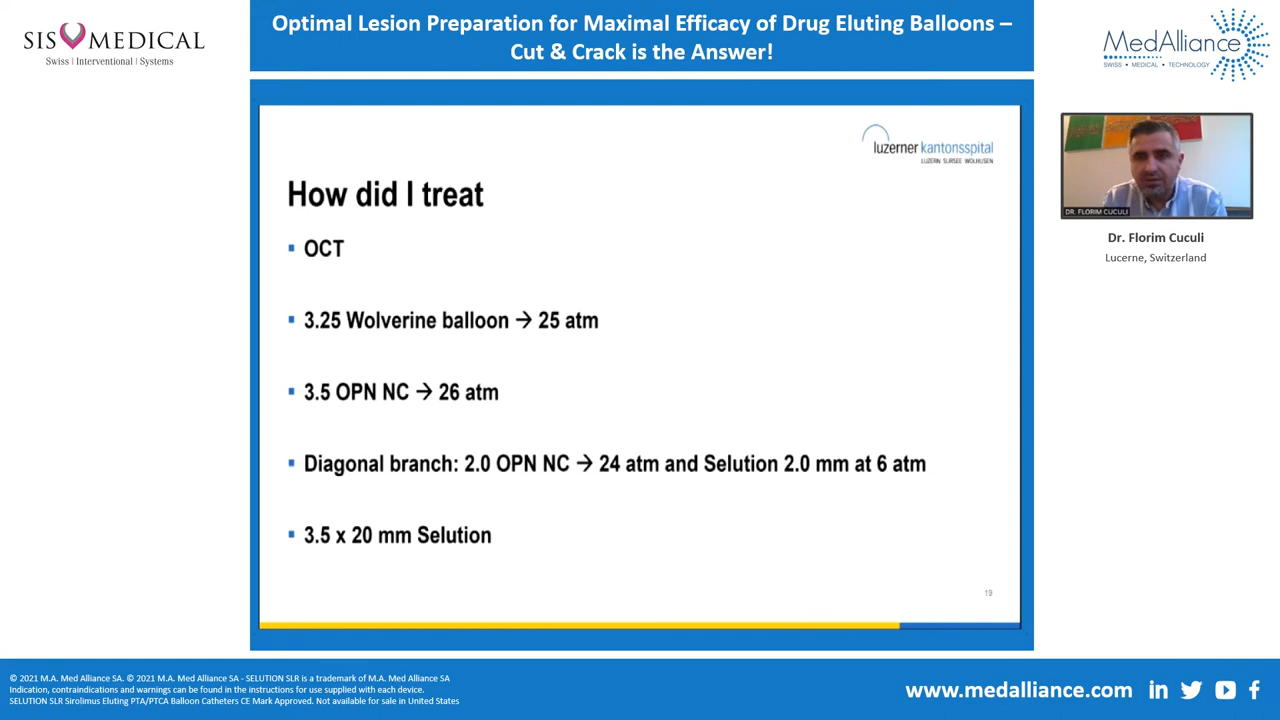 SIS MEDICAL
Swiss | Interventional | Systems
Optimal Lesion Preparation for Maximal Efficacy of Drug Eluting Balloons –
Cut & Crack is the Answer!
MedAlliance
SWISS • MEDICAL • TECHNOLOGY
luzerner kantonsspital
LUZERN SURSEE WOLHUSEN
How did I treat
▪ OCT
▪ 3.25 Wolverine balloon → 25 atm
▪ 3.5 OPN NC → 26 atm
▪ Diagonal branch: 2.0 OPN NC → 24 atm and Selution 2.0 mm at 6 atm
▪ 3.5 x 20 mm Selution
19
DR. FLORIM CUCULI
Dr. Florim Cuculi
Lucerne, Switzerland
© 2021 M.A. Med Alliance SA. © 2021 M.A. Med Alliance SA - SELUTION SLR is a trademark of M.A. Med Alliance SA
Indication, contraindications and warnings can be found in the instructions for use supplied with each device.
SELUTION SLR Sirolimus Eluting PTA/PTCA Balloon Catheters CE Mark Approved. Not available for sale in United States
www.medalliance.com